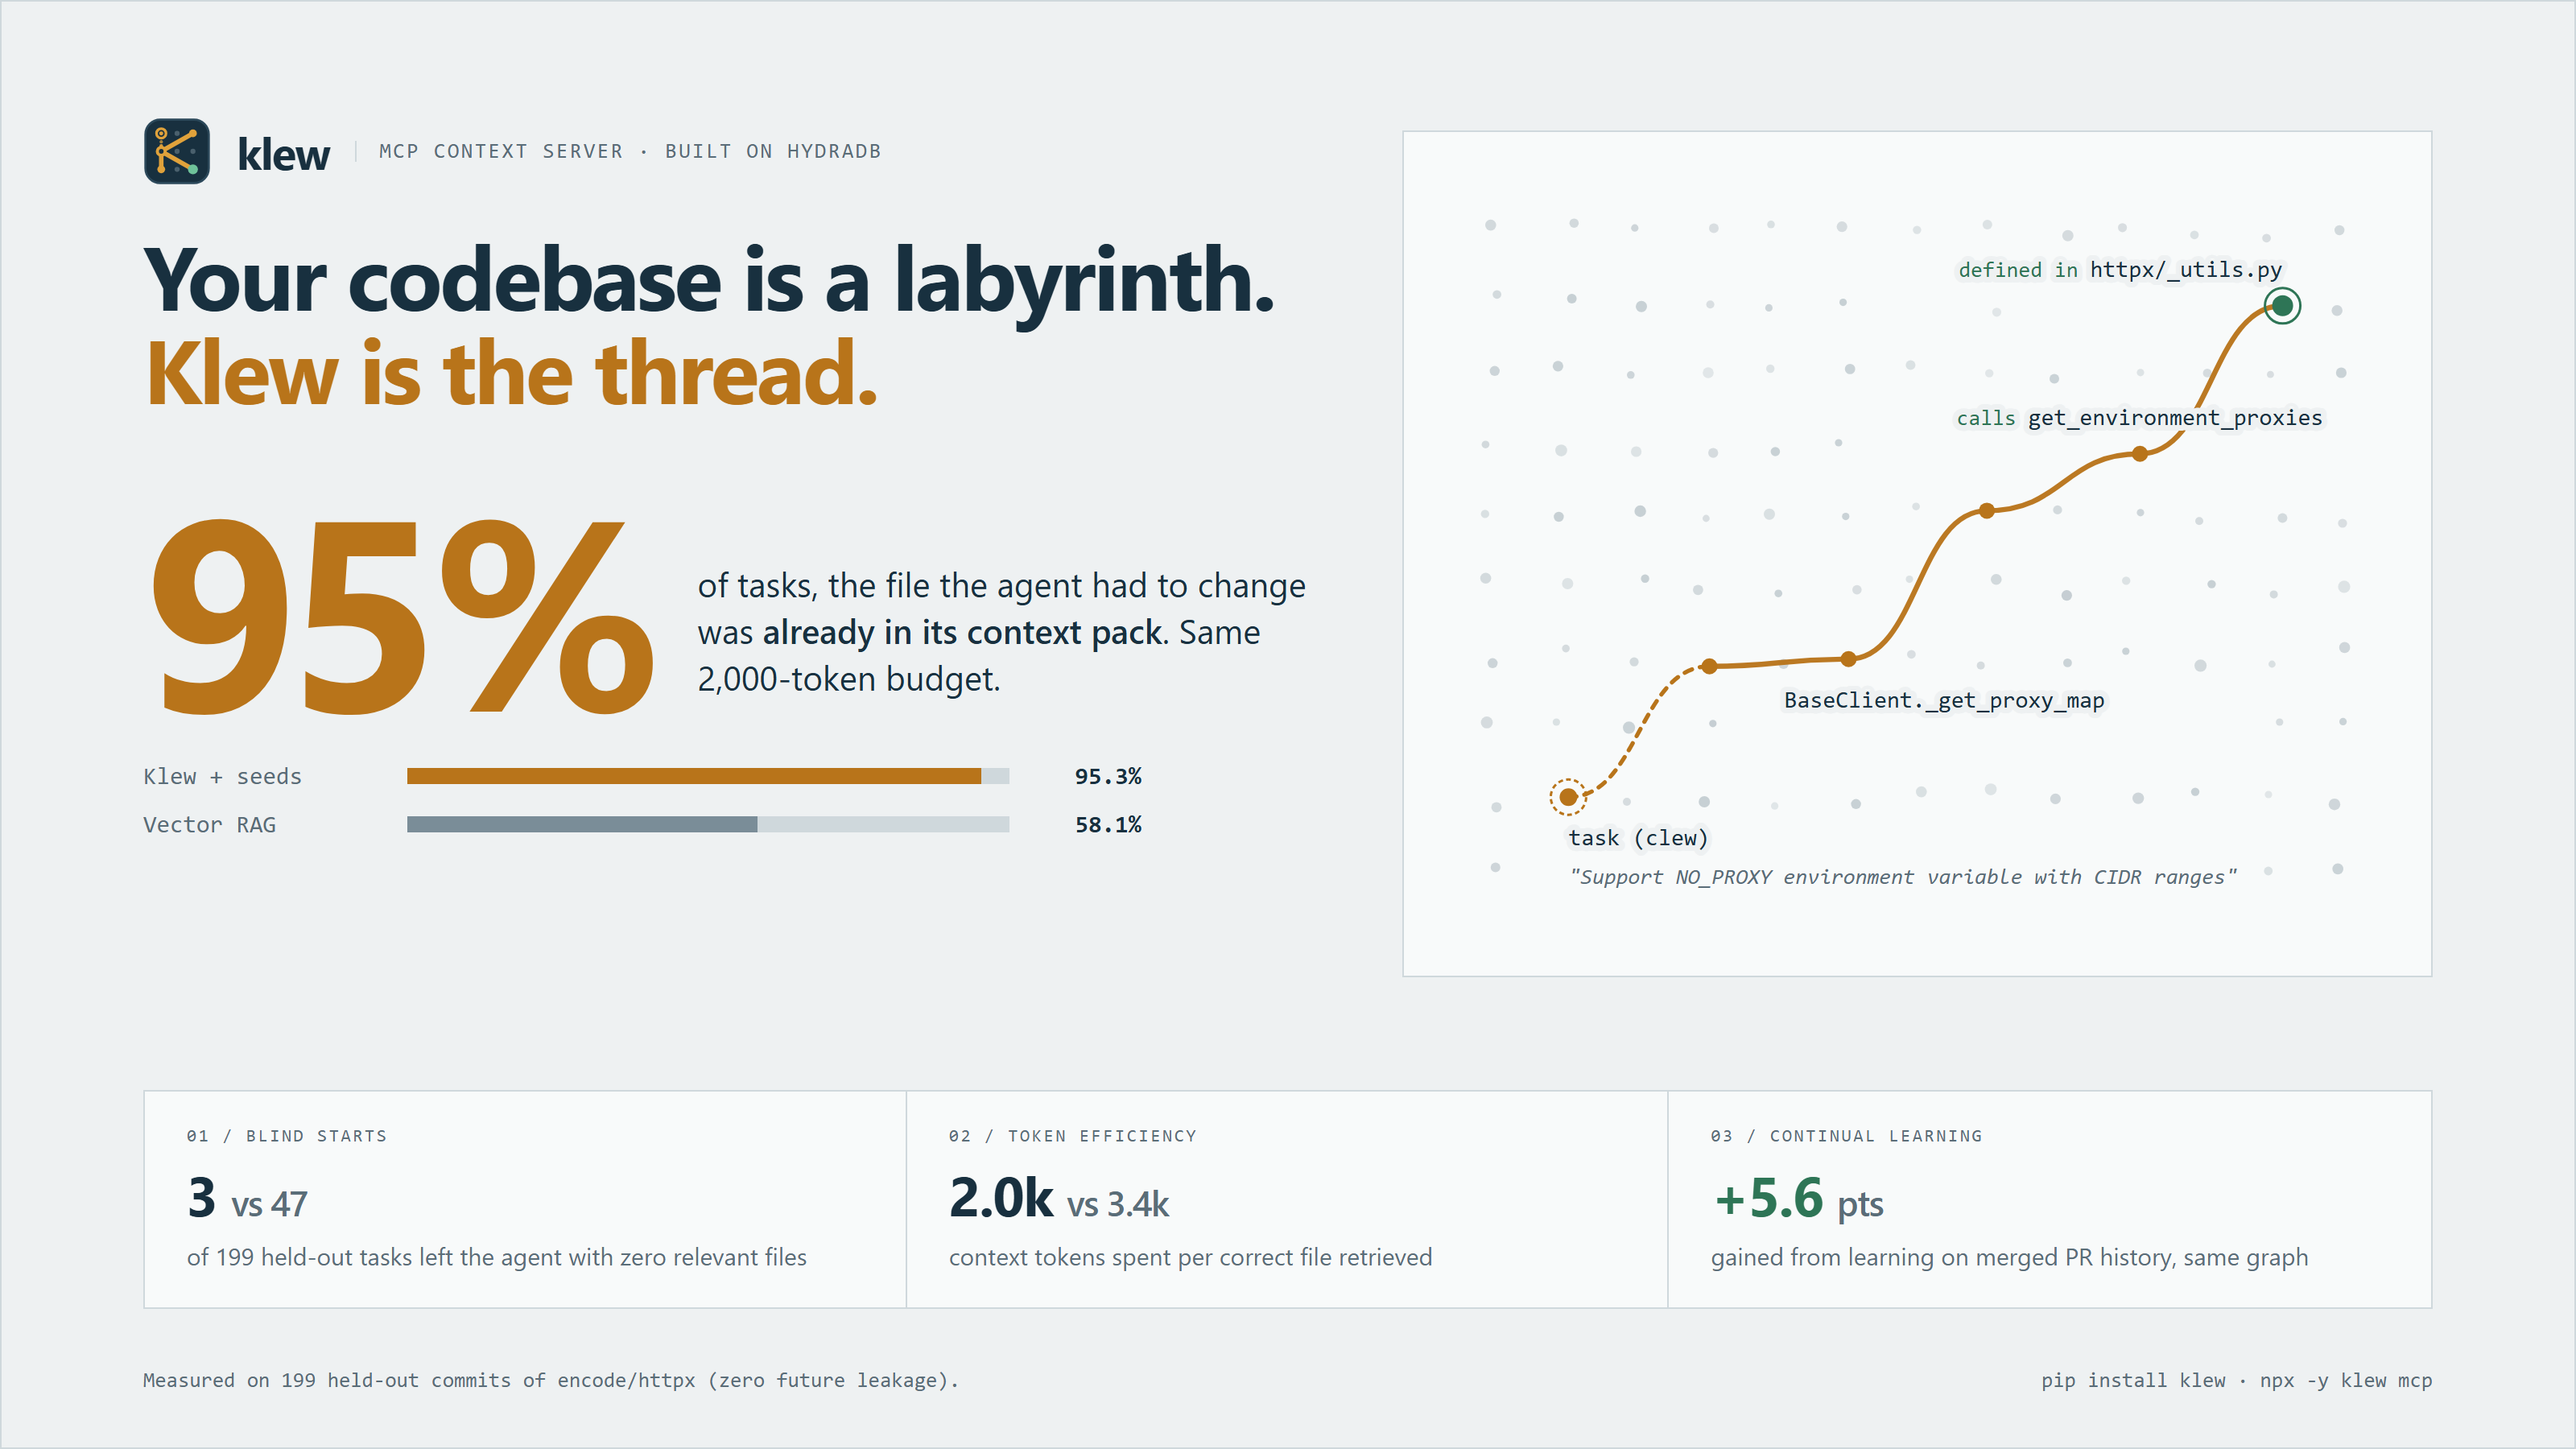 klew
MCP CONTEXT SERVER · BUILT ON HYDRADB
Your codebase is a labyrinth.
Klew is the thread.
95%
of tasks, the file the agent had to change
was already in its context pack. Same
2,000-token budget.
Klew + seeds 95.3%
Vector RAG 58.1%
defined in httpx/_utils.py
calls get_environment_proxies
BaseClient._get_proxy_map
task (clew)
"Support NO_PROXY environment variable with CIDR ranges"
01 / BLIND STARTS
3 vs 47
of 199 held-out tasks left the agent with zero relevant files
02 / TOKEN EFFICIENCY
2.0k vs 3.4k
context tokens spent per correct file retrieved
03 / CONTINUAL LEARNING
+5.6 pts
gained from learning on merged PR history, same graph
Measured on 199 held-out commits of encode/httpx (zero future leakage).
pip install klew · npx -y klew mcp